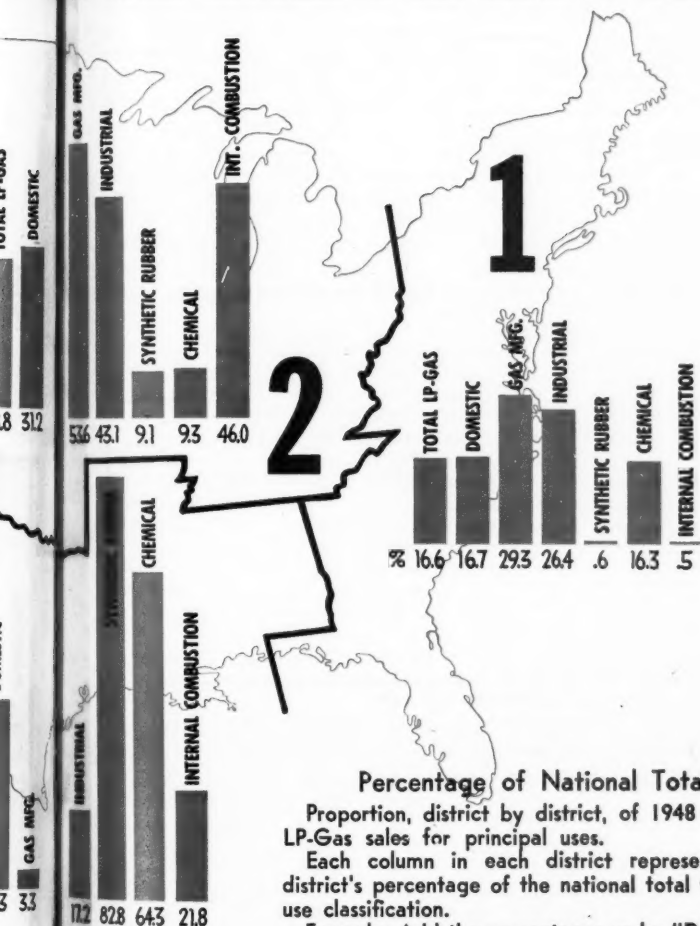 1
2
TOTAL LP-GAS
DOMESTIC
GAS MFG.
INDUSTRIAL
SYNTHETIC RUBBER
CHEMICAL
INT. COMBUSTION
31.2
53.6 43.1 9.1 9.3 46.0
TOTAL LP-GAS
DOMESTIC
GAS MFG.
INDUSTRIAL
SYNTHETIC RUBBER
CHEMICAL
INTERNAL COMBUSTION
% 16.6 16.7 29.3 26.4 .6 16.3 .5
GAS MFG.
INDUSTRIAL
CHEMICAL
INTERNAL COMBUSTION
3.3 17.2 82.8 64.3 21.8
Percentage of National Tota
Proportion, district by district, of 1948
LP-Gas sales for principal uses.
Each column in each district represe
district's percentage of the national total
use classification.